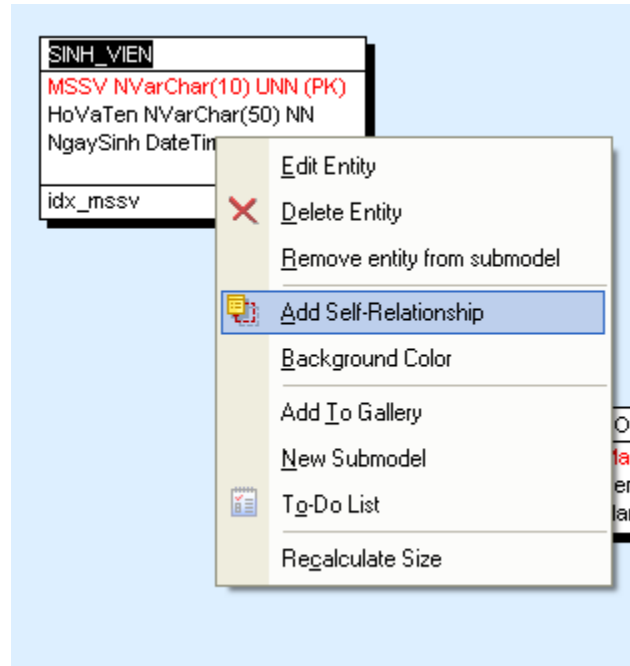 SINH_VIEN
MSSV NVarChar(10) UNN (PK)
HoVaTen NVarChar(50) NN
NgaySinh
idx_mssv
Edit Entity
Delete Entity
Remove entity from submodel
Add Self-Relationship
Background Color
Add To Gallery
New Submodel
To-Do List
Recalculate Size